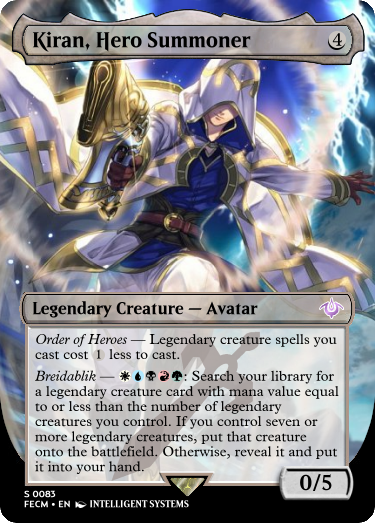 Kiran, Hero Summoner 4
Legendary Creature — Avatar
Order of Heroes — Legendary creature spells you
cast cost 1 less to cast.
Breidablik — : Search your library for
a legendary creature card with mana value equal
to or less than the number of legendary
creatures you control. If you control seven or
more legendary creatures, put that creature
onto the battlefield. Otherwise, reveal it and put
it into your hand.
0/5
S 0083
FECM • EN INTELLIGENT SYSTEMS